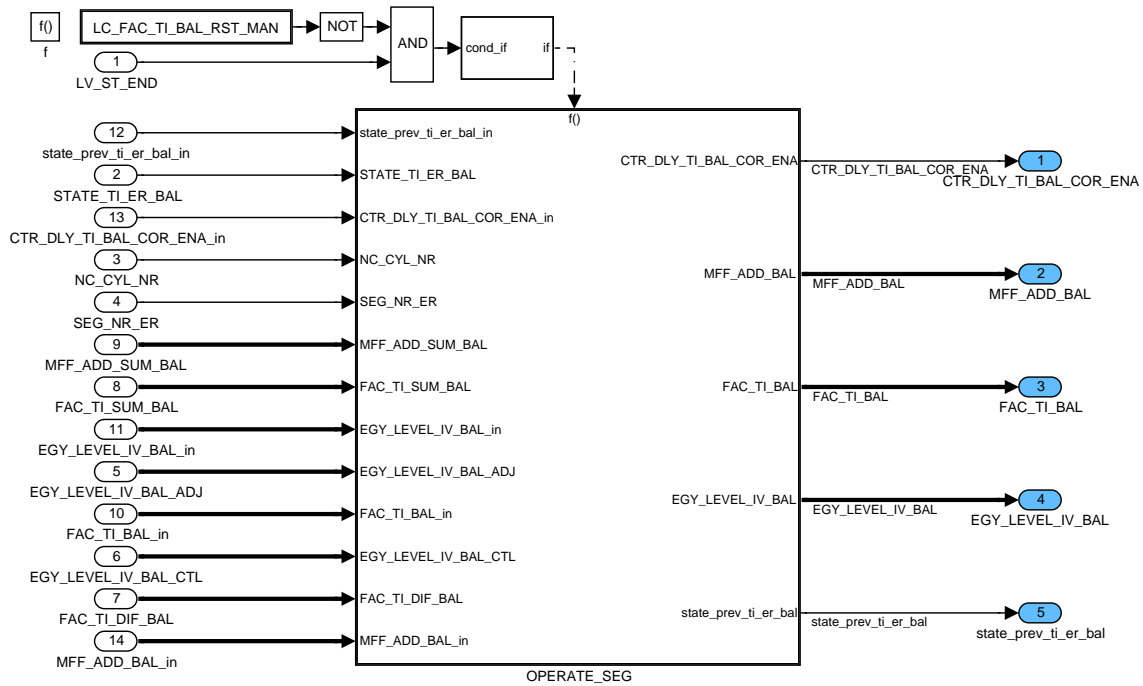 f()
f
LC_FAC_TI_BAL_RST_MAN
NOT
AND
cond_if
if
1
LV_ST_END
f()
12
state_prev_ti_er_bal_in
2
STATE_TI_ER_BAL
13
CTR_DLY_TI_BAL_COR_ENA_in
3
NC_CYL_NR
4
SEG_NR_ER
9
MFF_ADD_SUM_BAL
8
FAC_TI_SUM_BAL
11
EGY_LEVEL_IV_BAL_in
5
EGY_LEVEL_IV_BAL_ADJ
10
FAC_TI_BAL_in
6
EGY_LEVEL_IV_BAL_CTL
7
FAC_TI_DIF_BAL
14
MFF_ADD_BAL_in
state_prev_ti_er_bal_in
STATE_TI_ER_BAL
CTR_DLY_TI_BAL_COR_ENA_in
NC_CYL_NR
SEG_NR_ER
MFF_ADD_SUM_BAL
FAC_TI_SUM_BAL
EGY_LEVEL_IV_BAL_in
EGY_LEVEL_IV_BAL_ADJ
FAC_TI_BAL_in
EGY_LEVEL_IV_BAL_CTL
FAC_TI_DIF_BAL
MFF_ADD_BAL_in
CTR_DLY_TI_BAL_COR_ENA
MFF_ADD_BAL
FAC_TI_BAL
EGY_LEVEL_IV_BAL
state_prev_ti_er_bal
OPERATE_SEG
CTR_DLY_TI_BAL_COR_ENA
1
CTR_DLY_TI_BAL_COR_ENA
MFF_ADD_BAL
2
MFF_ADD_BAL
FAC_TI_BAL
3
FAC_TI_BAL
EGY_LEVEL_IV_BAL
4
EGY_LEVEL_IV_BAL
state_prev_ti_er_bal
5
state_prev_ti_er_bal